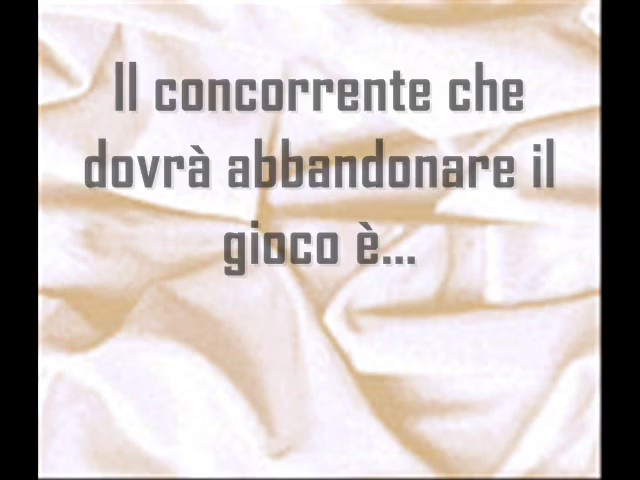 Il concorrente che
dovrà abbandonare il
gioco è...